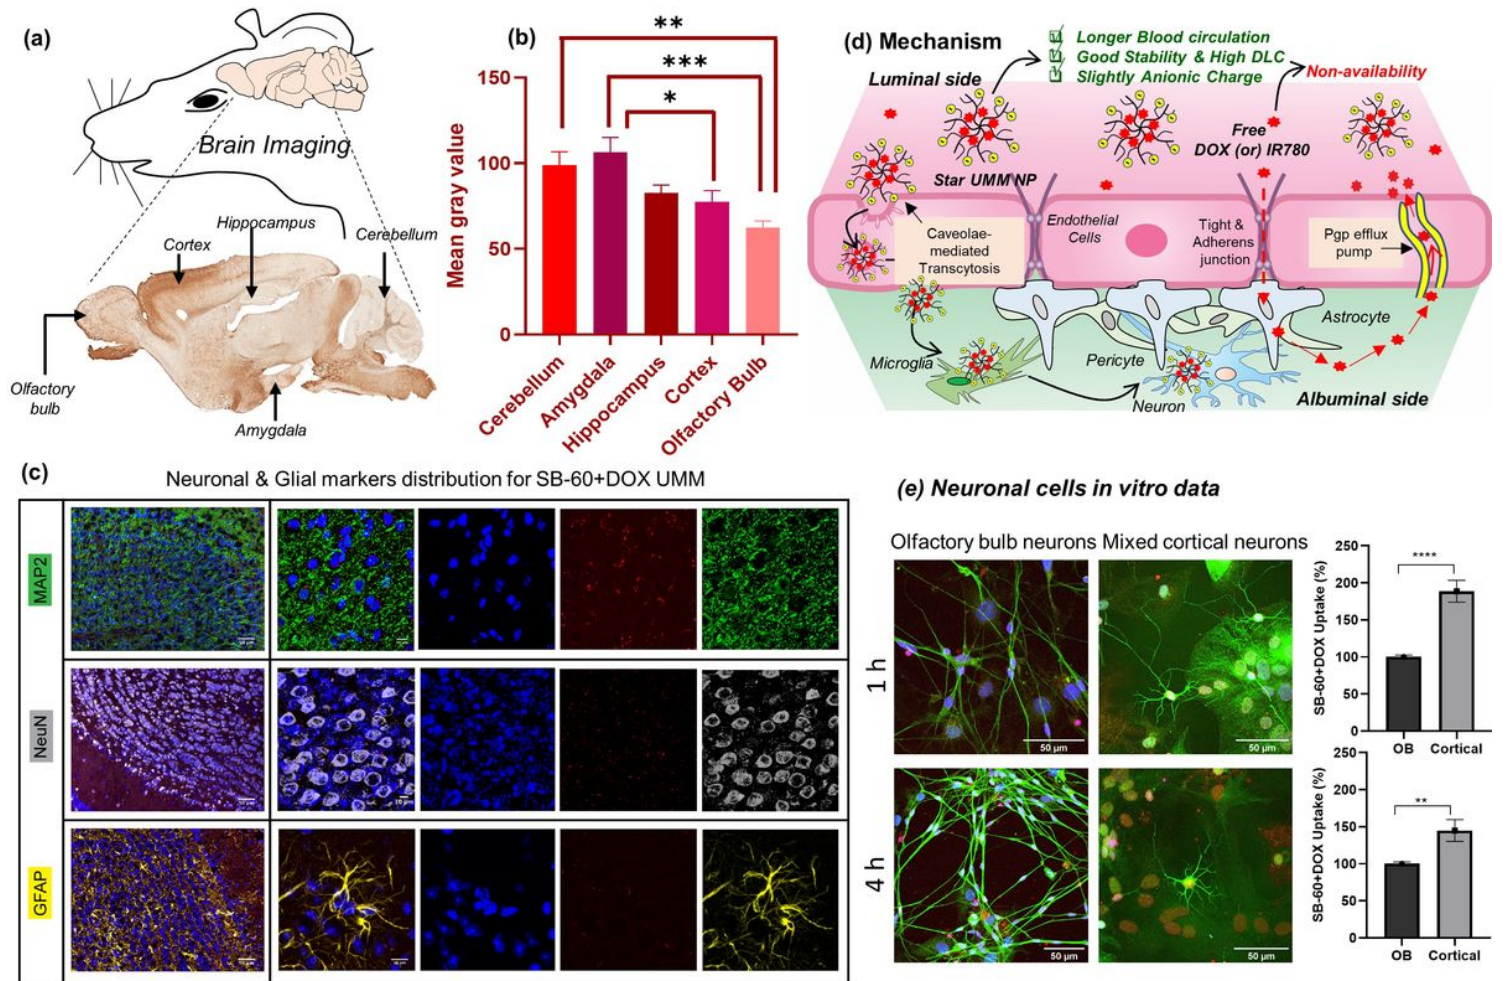 (a)
Brain Imaging
Hippocampus
Cortex
Cerebellum
Olfactory
bulb
Amygdala
(b)
**
***
*
Mean gray value
150
100
50
0
Cerebellum
Amygdala
Hippocampus
Cortex
Olfactory Bulb
(d) Mechanism
Longer Blood circulation
Good Stability & High DLC
Slightly Anionic Charge
Non-availability
Luminal side
Free
DOX (or) IR780
Star UMM NP
Caveolae-
mediated
Transcytosis
Endothelial
Cells
Tight &
Adherens
junction
Pgp efflux
pump
Astrocyte
Microglia
Pericyte
Neuron
Albuminal side
(c)
Neuronal & Glial markers distribution for SB-60+DOX UMM
MAP2
NeuN
GFAP
(e) Neuronal cells in vitro data
Olfactory bulb neurons Mixed cortical neurons
1 h
50 µm
50 µm
4 h
50 µm
50 µm
SB-60+DOX Uptake (%)
250
200
150
100
50
0
****
OB Cortical
SB-60+DOX Uptake (%)
250
200
150
100
50
0
**
OB Cortical